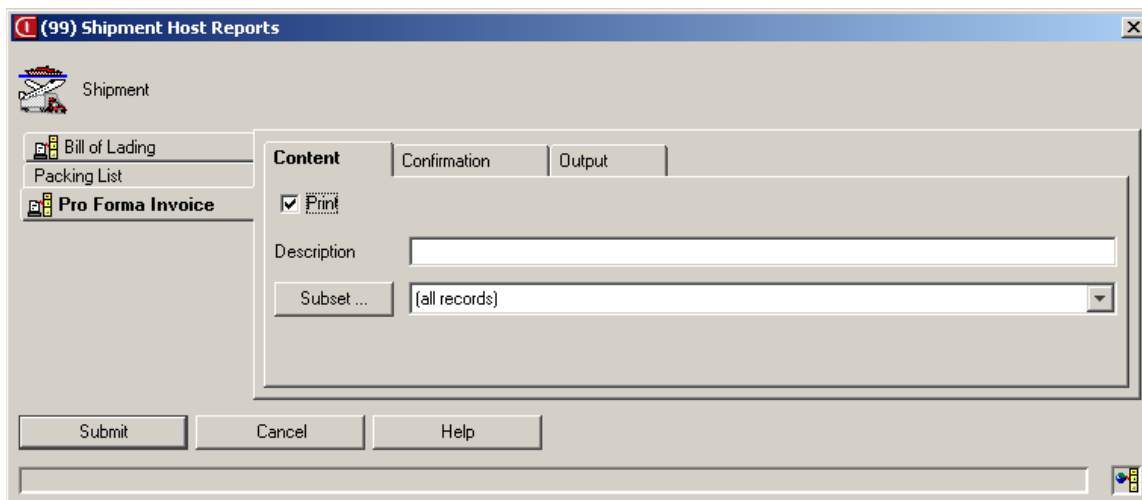 (99) Shipment Host Reports
Shipment
Bill of Lading
Packing List
Pro Forma Invoice
Content Confirmation Output
Print
Description
Subset ... (all records)
Submit Cancel Help